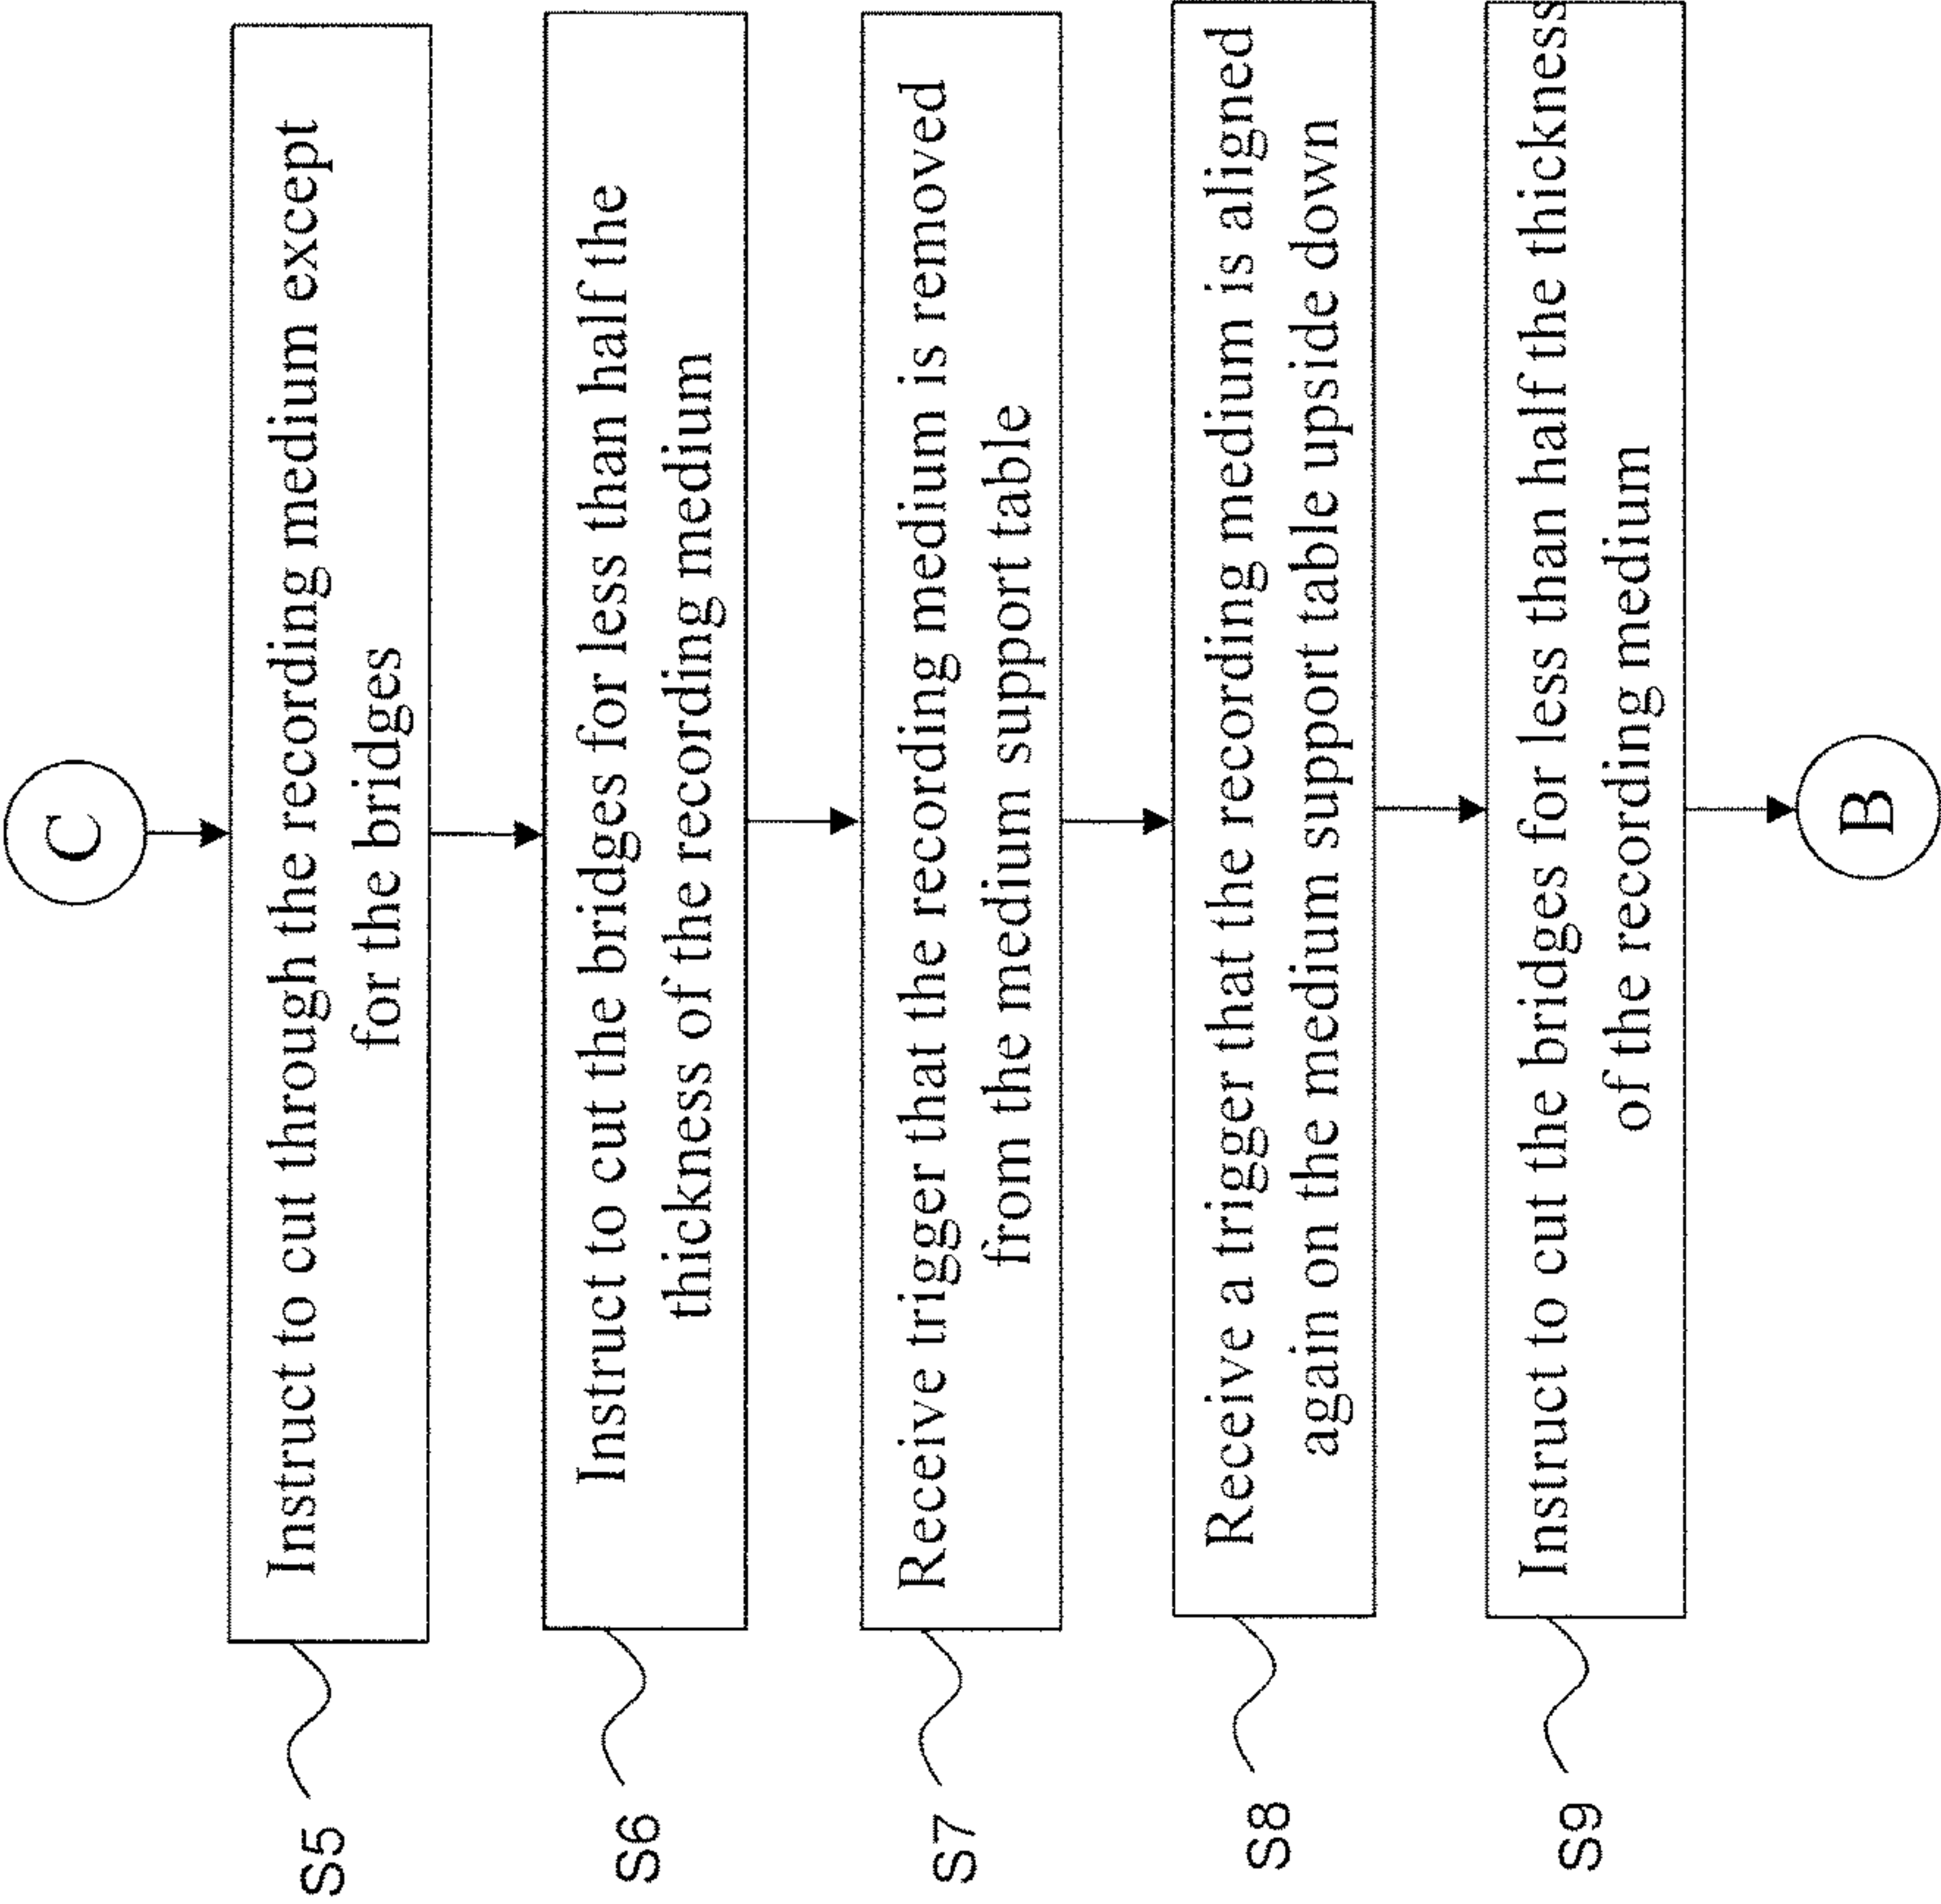 C
S5
Instruct to cut through the recording medium except
for the bridges
S6
Instruct to cut the bridges for less than half the
thickness of the recording medium
S7
Receive trigger that the recording medium is removed
from the medium support table
S8
Receive a trigger that the recording medium is aligned
again on the medium support table upside down
S9
Instruct to cut the bridges for less than half the thickness
of the recording medium
B